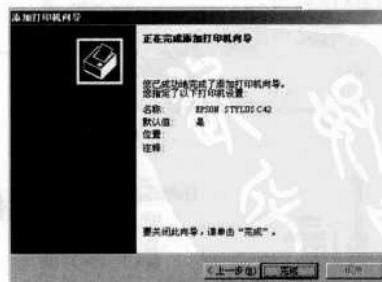 添加打印机向导
正在完成添加打印机向导
您已成功地完成了添加打印机向导。
您指定了以下打印机设置:
名称: EPSON STYLUS C42
默认值: 是
位置:
注释:
要关闭此向导,请单击“完成”。
<上一步(B) 完成 取消